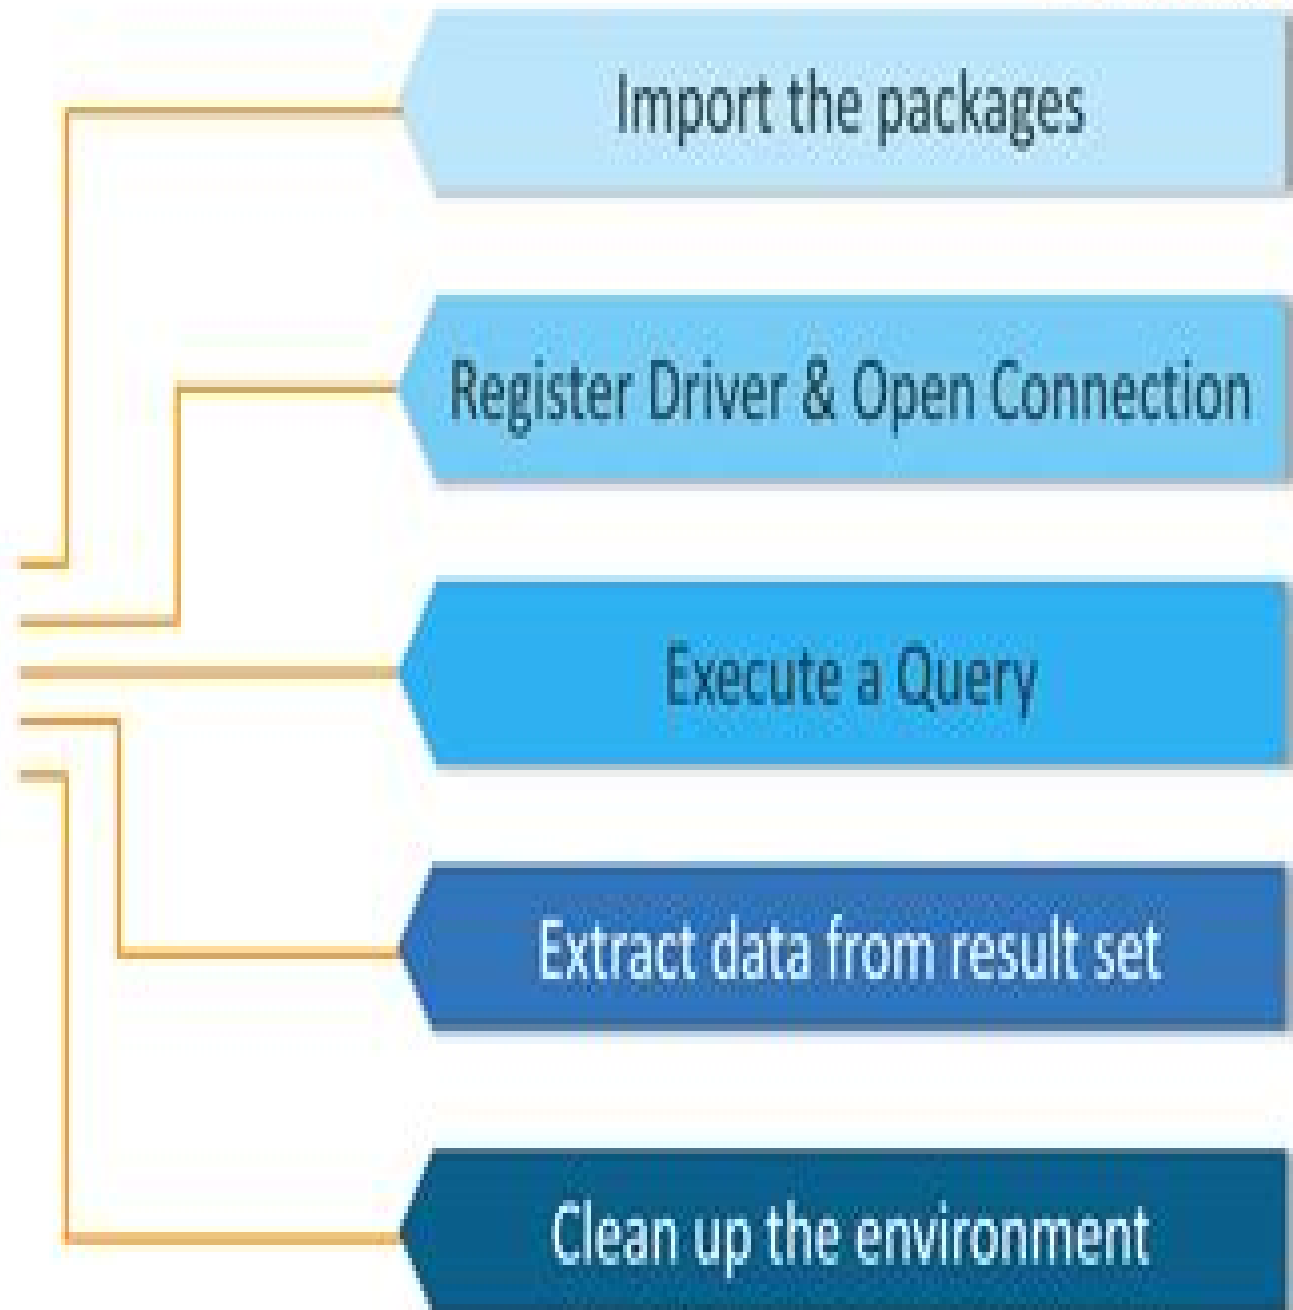 Import the packages
Register Driver & Open Connection
Execute a Query
Extract data from result set
Clean up the environment